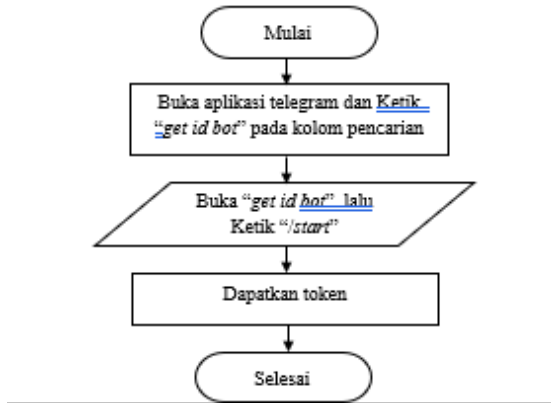 Mulai
Buka aplikasi telegram dan Ketik
“get id bot” pada kolom pencarian
Buka “get id bot” lalu
Ketik “/start”
Dapatkan token
Selesai